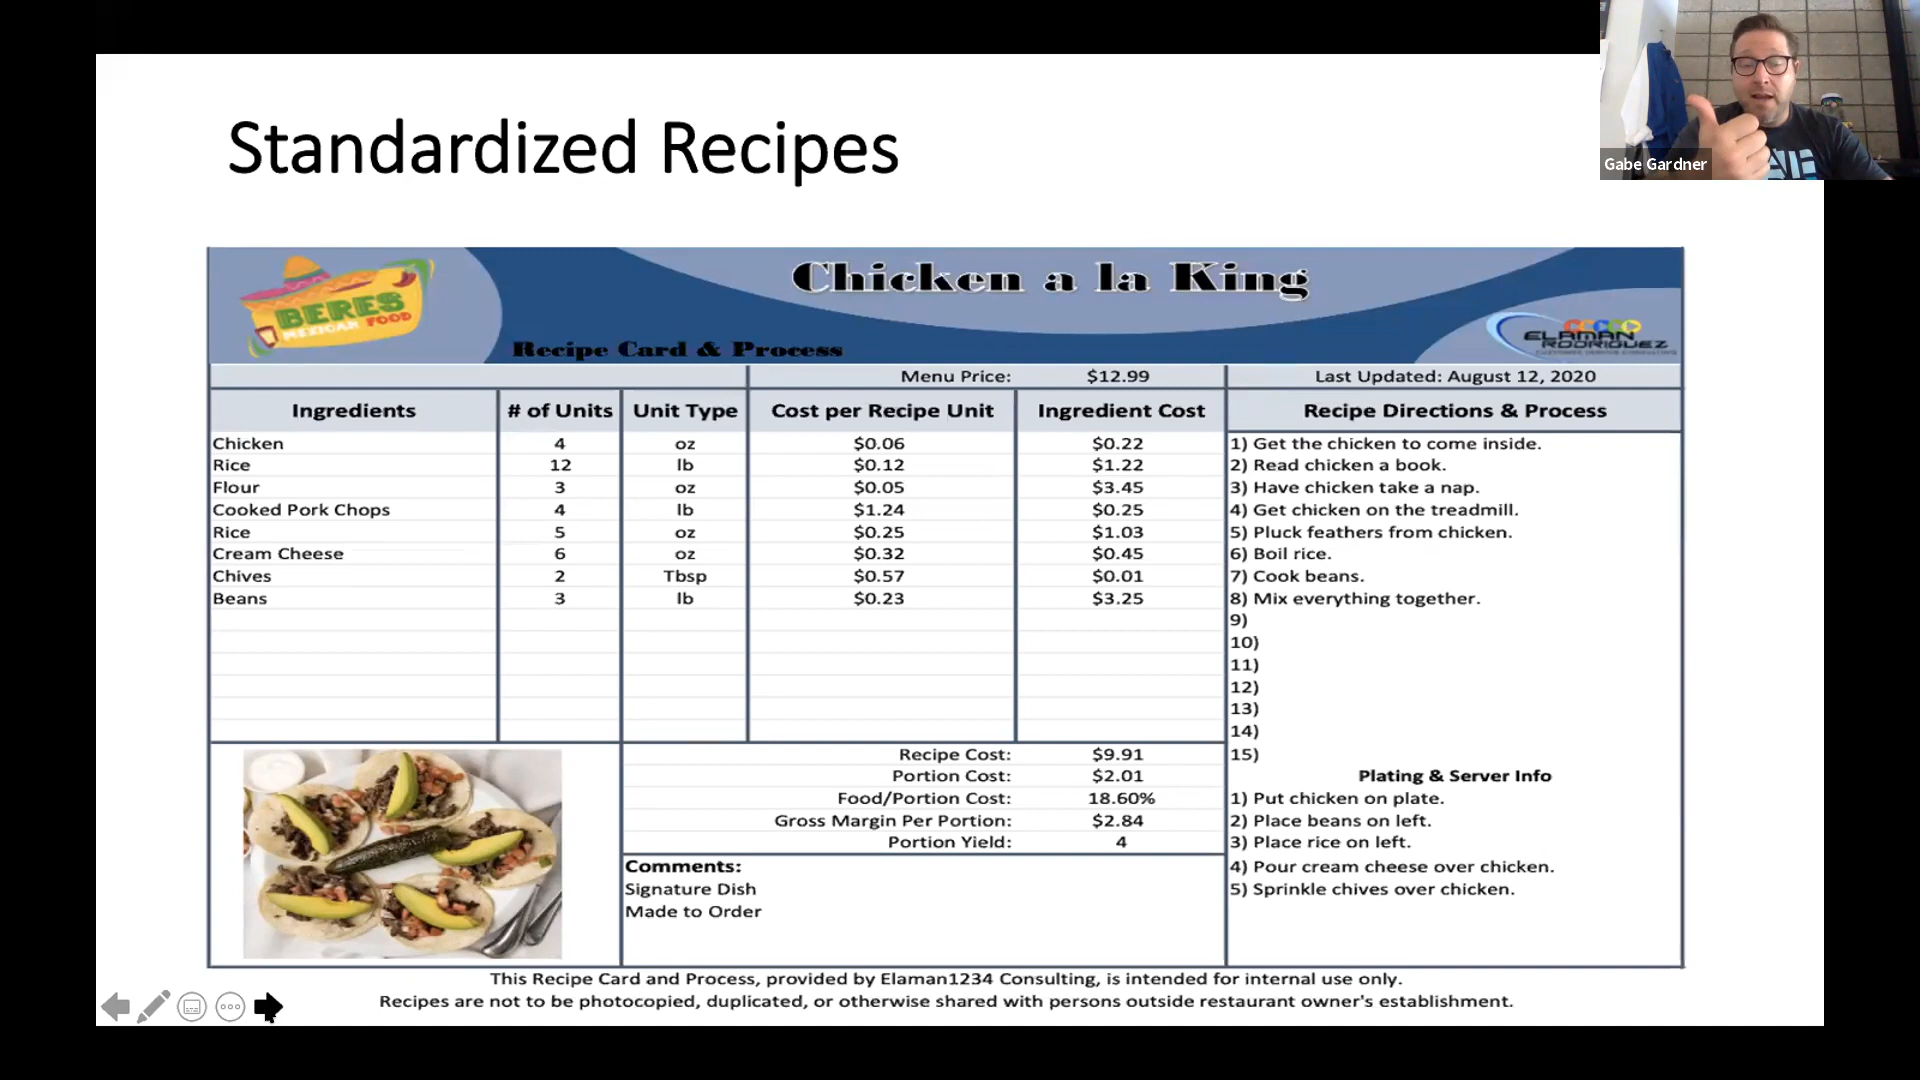 Standardized Recipes
Gabe Gardner
BERES
MEXICAN FOOD
Chicken a la King
Recipe Card & Process
ELAMAN
RODRIGUEZ
CUSTOMER SERVICE CONSULTING
Menu Price: $12.99 Last Updated: August 12, 2020
Ingredients # of Units Unit Type Cost per Recipe Unit Ingredient Cost Recipe Directions & Process
Chicken 4 oz $0.06 $0.22 1) Get the chicken to come inside.
Rice 12 lb $0.12 $1.22 2) Read chicken a book.
Flour 3 oz $0.05 $3.45 3) Have chicken take a nap.
Cooked Pork Chops 4 lb $1.24 $0.25 4) Get chicken on the treadmill.
Rice 5 oz $0.25 $1.03 5) Pluck feathers from chicken.
Cream Cheese 6 oz $0.32 $0.45 6) Boil rice.
Chives 2 Tbsp $0.57 $0.01 7) Cook beans.
Beans 3 lb $0.23 $3.25 8) Mix everything together.
9)
10)
11)
12)
13)
14)
Recipe Cost: $9.91 15)
Portion Cost: $2.01 Plating & Server Info
Food/Portion Cost: 18.60% 1) Put chicken on plate.
Gross Margin Per Portion: $2.84 2) Place beans on left.
Portion Yield: 4 3) Place rice on left.
Comments: 4) Pour cream cheese over chicken.
Signature Dish 5) Sprinkle chives over chicken.
Made to Order
This Recipe Card and Process, provided by Elaman1234 Consulting, is intended for internal use only.
Recipes are not to be photocopied, duplicated, or otherwise shared with persons outside restaurant owner's establishment.